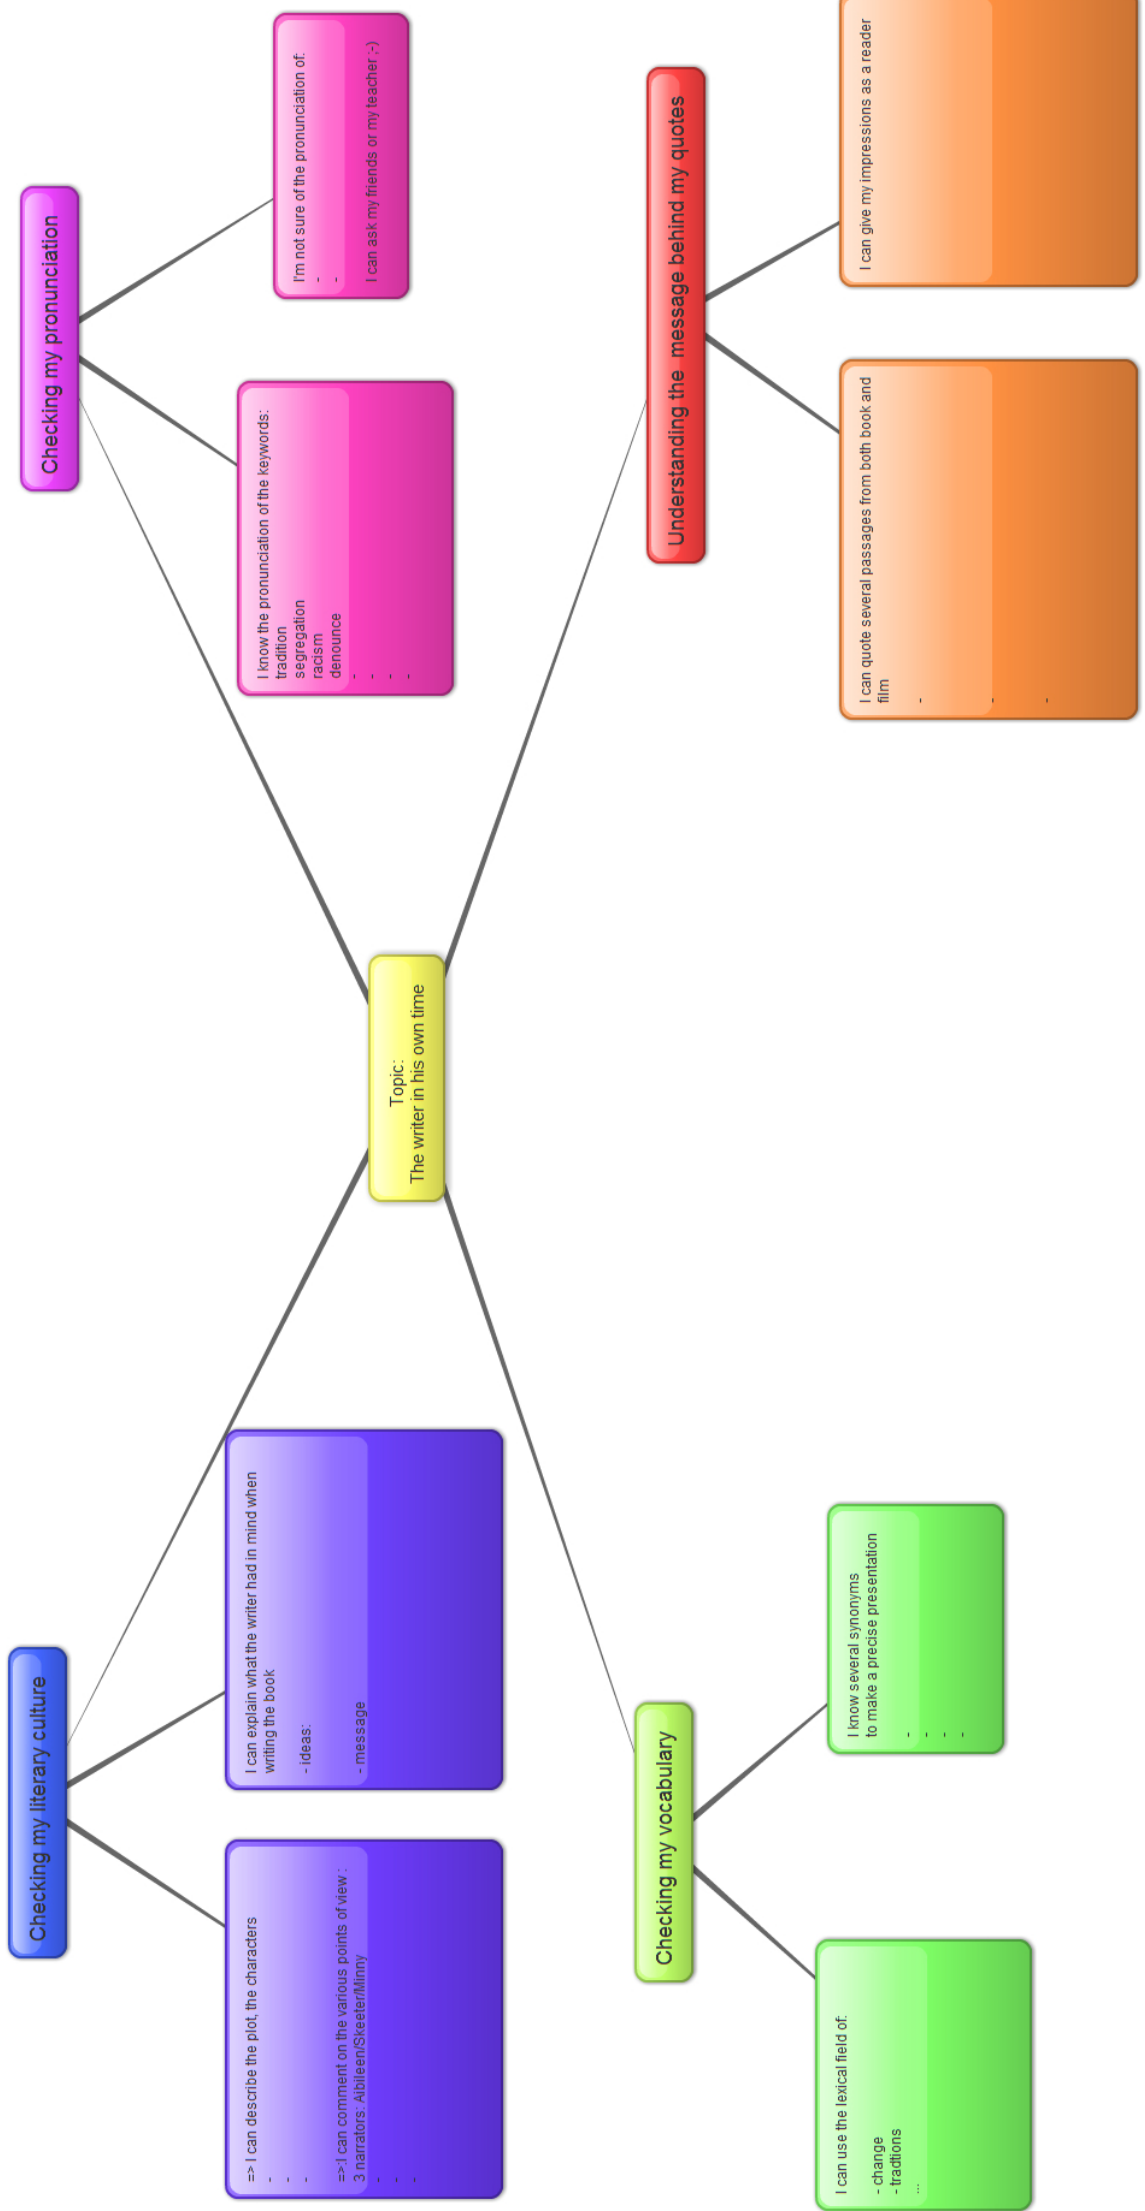 Checking my literary culture
=> I can describe the plot, the characters
-
-
-
=>:I can comment on the various points of view :
3 narrators: Aibileen/Skeeter/Minny
-
-
-
I can explain what the writer had in mind when
writing the book
- ideas:
- message
Checking my pronunciation
I know the pronunciation of the keywords:
tradition
segregation
racism
denounce
-
-
-
-
I'm not sure of the pronunciation of:
-
-
I can ask my friends or my teacher ;-)
Topic:
The writer in his own time
Checking my vocabulary
I can use the lexical field of:
- change
- tradtions
...
I know several synonyms
to make a precise presentation
-
-
-
-
Understanding the message behind my quotes
I can quote several passages from both book and
film
-
-
-
I can give my impressions as a reader